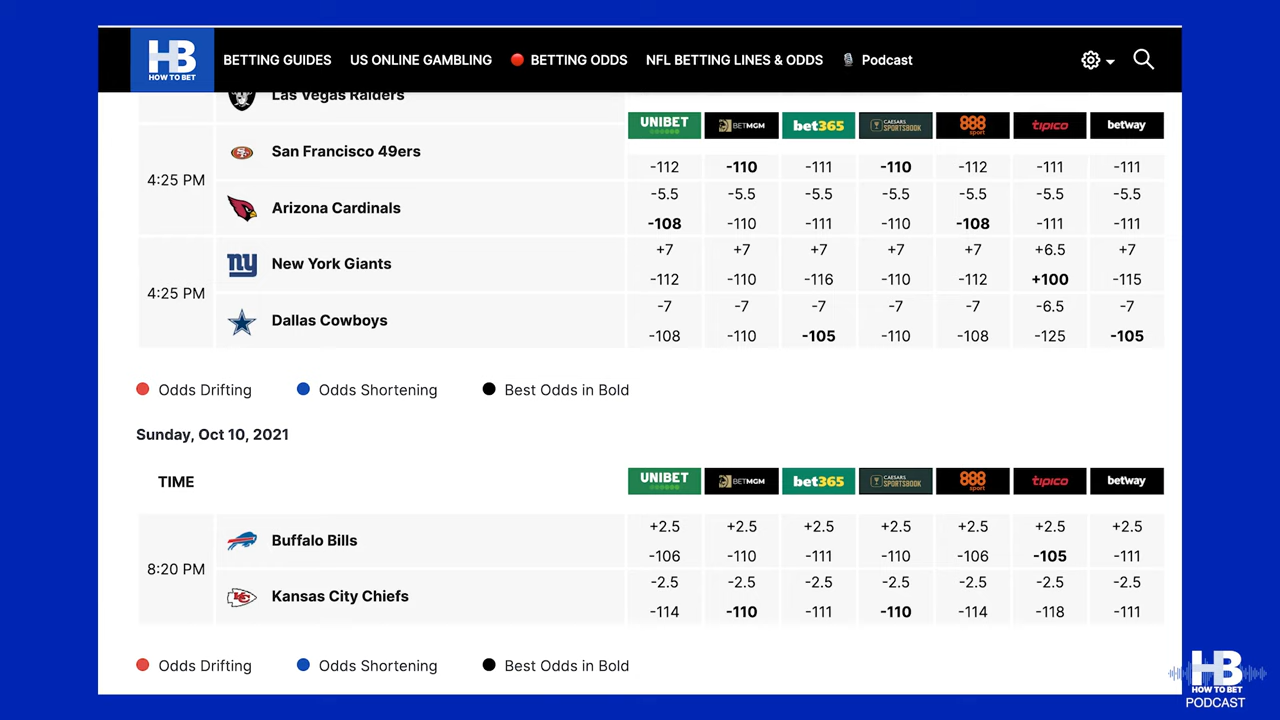 HB
HOW TO BET
BETTING GUIDES US ONLINE GAMBLING BETTING ODDS NFL BETTING LINES & ODDS Podcast
Las Vegas Raiders
UNIBET BETMGM bet365 CAESARS SPORTSBOOK 888 sport tipico betway
4:25 PM
San Francisco 49ers
-112 -110 -111 -110 -112 -111 -111
Arizona Cardinals
-5.5 -5.5 -5.5 -5.5 -5.5 -5.5 -5.5
-108 -110 -111 -110 -108 -111 -111
4:25 PM
New York Giants
+7 +7 +7 +7 +7 +6.5 +7
-112 -110 -116 -110 -112 +100 -115
Dallas Cowboys
-7 -7 -7 -7 -7 -6.5 -7
-108 -110 -105 -110 -108 -125 -105
Odds Drifting Odds Shortening Best Odds in Bold
Sunday, Oct 10, 2021
TIME UNIBET BETMGM bet365 CAESARS SPORTSBOOK 888 sport tipico betway
8:20 PM
Buffalo Bills
+2.5 +2.5 +2.5 +2.5 +2.5 +2.5 +2.5
-106 -110 -111 -110 -106 -105 -111
Kansas City Chiefs
-2.5 -2.5 -2.5 -2.5 -2.5 -2.5 -2.5
-114 -110 -111 -110 -114 -118 -111
Odds Drifting Odds Shortening Best Odds in Bold
HB
HOW TO BET
PODCAST